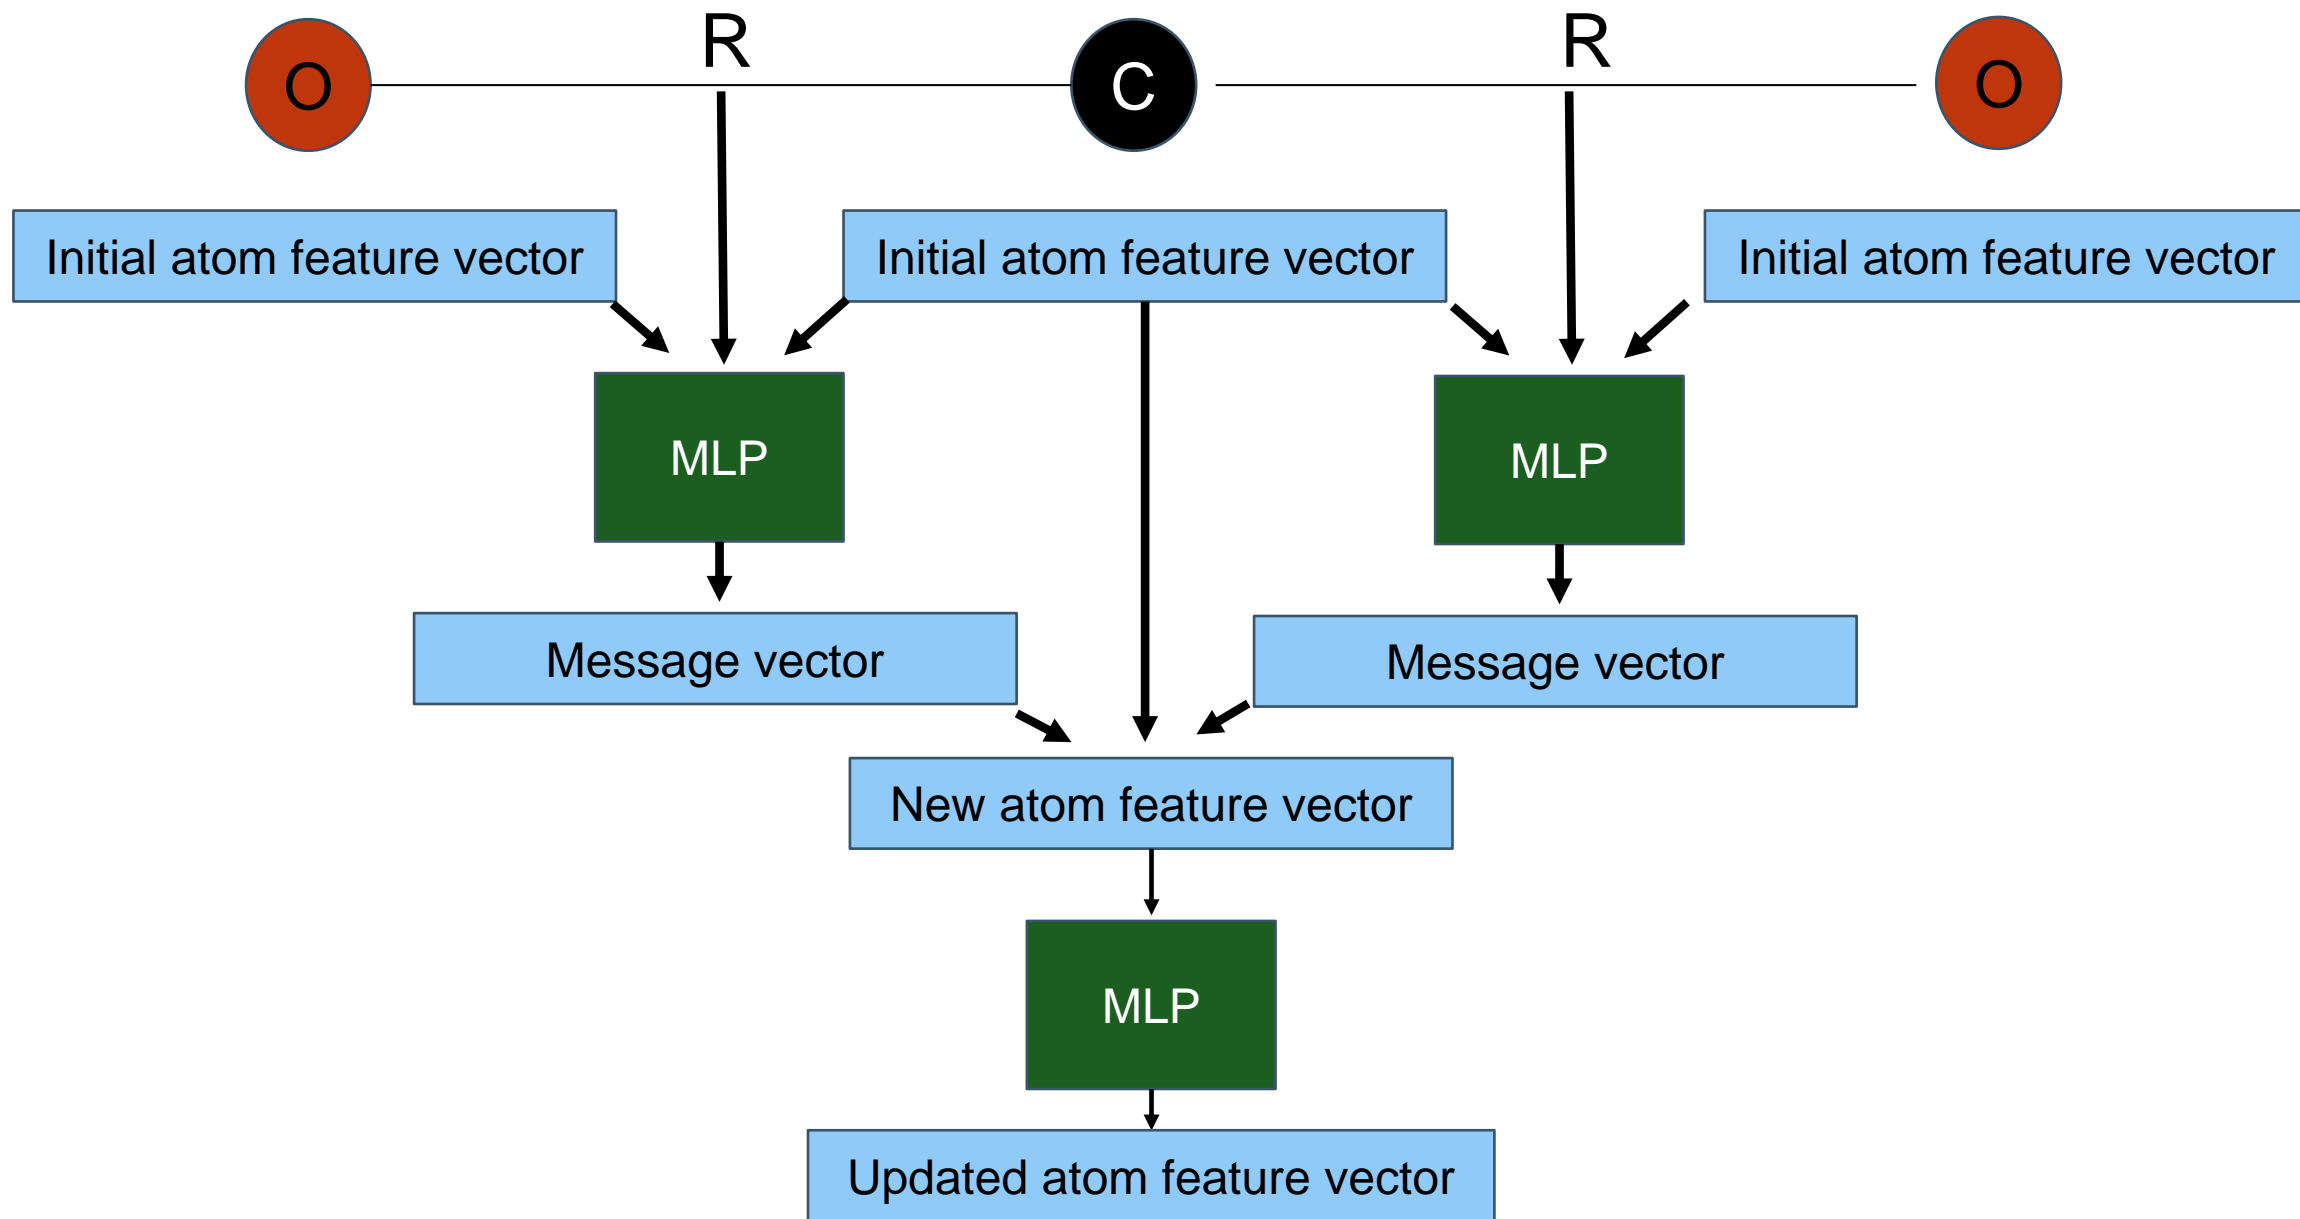 O R C R O
Initial atom feature vector Initial atom feature vector Initial atom feature vector
MLP MLP
Message vector Message vector
New atom feature vector
MLP
Updated atom feature vector